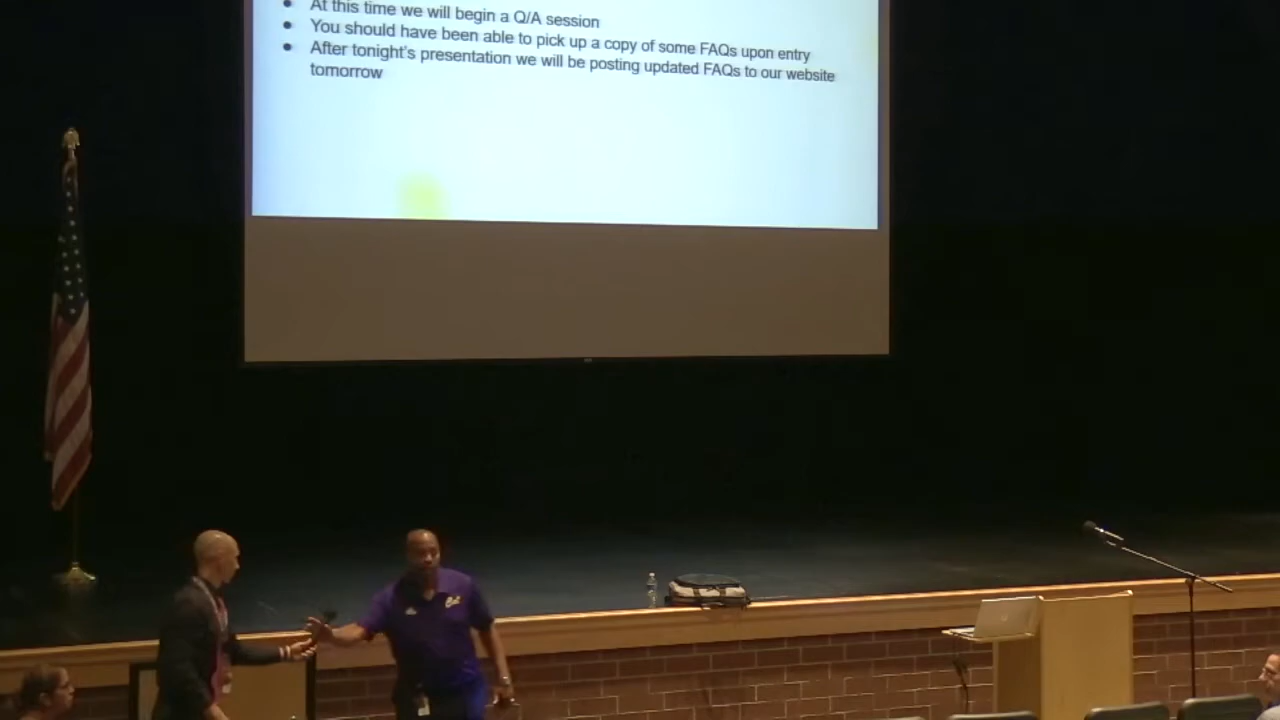 At this time we will begin a Q/A session
You should have been able to pick up a copy of some FAQs upon entry
After tonight's presentation we will be posting updated FAQs to our website
tomorrow